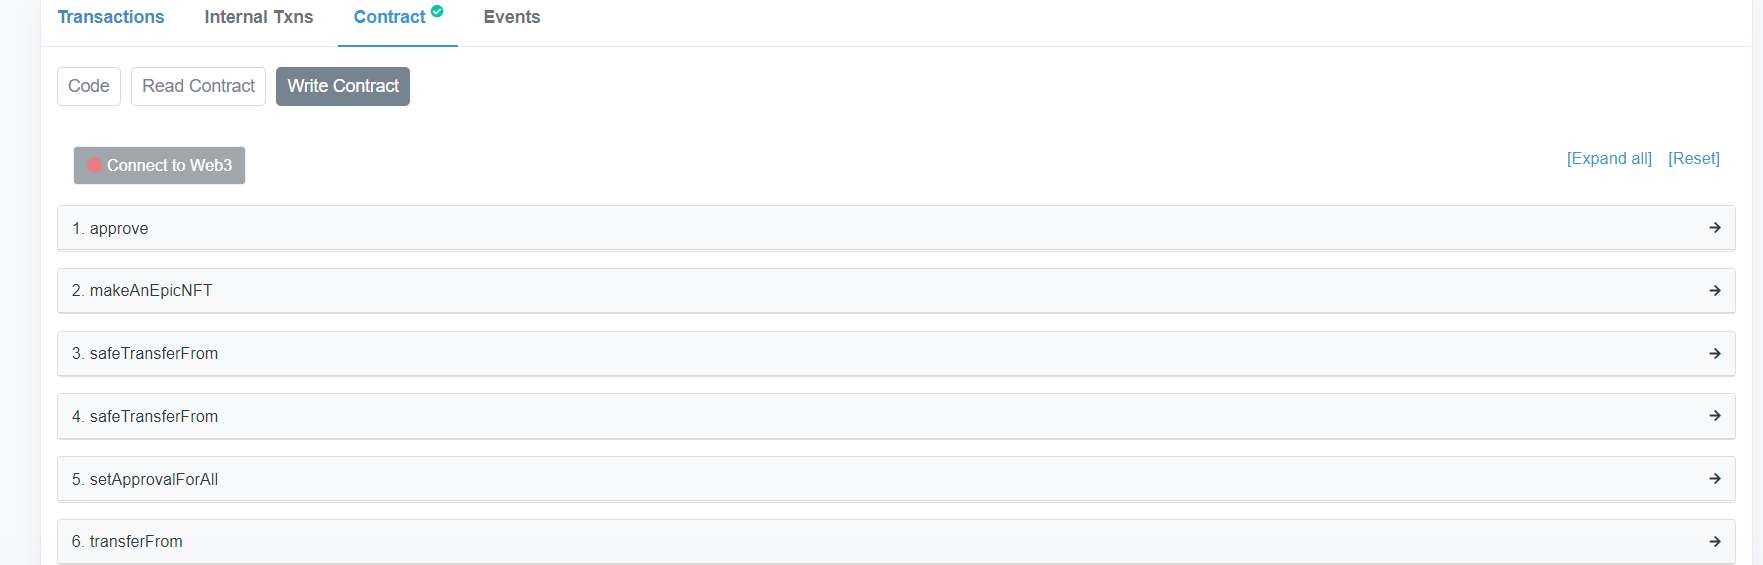 Transactions Internal Txns Contract Events
Code Read Contract Write Contract
Connect to Web3 [Expand all] [Reset]
1. approve
2. makeAnEpicNFT
3. safeTransferFrom
4. safeTransferFrom
5. setApprovalForAll
6. transferFrom